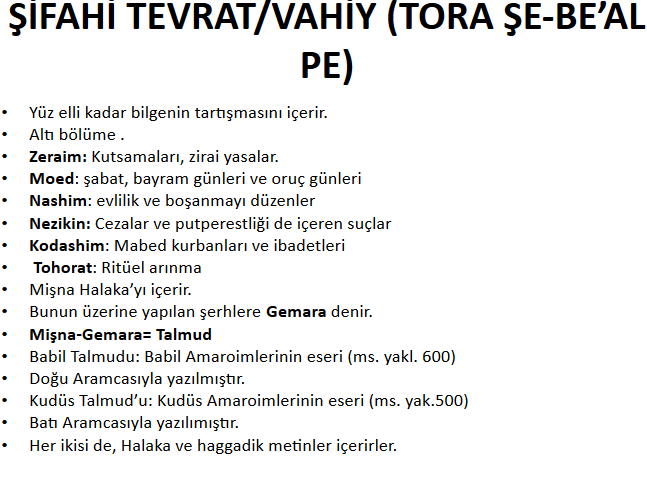 ŞİFAHİ TEVRAT/VAHİY (TORA ŞE-BE’AL
PE)
• Yüz elli kadar bilgenin tartışmasını içerir.
• Altı bölüme .
• Zeraim: Kutsamaları, zirai yasalar.
• Moed: şabat, bayram günleri ve oruç günleri
• Nashim: evlilik ve boşanmayı düzenler
• Nezikin: Cezalar ve putperestliği de içeren suçlar
• Kodashim: Mabed kurbanları ve ibadetleri
• Tohorat: Ritüel arınma
• Mişna Halaka’yı içerir.
• Bunun üzerine yapılan şerhlere Gemara denir.
• Mişna-Gemara= Talmud
• Babil Talmudu: Babil Amaroimlerinin eseri (ms. yakl. 600)
• Doğu Aramcasıyla yazılmıştır.
• Kudüs Talmud’u: Kudüs Amaroimlerinin eseri (ms. yak.500)
• Batı Aramcasıyla yazılımıştır.
• Her ikisi de, Halaka ve haggadik metinler içerirler.